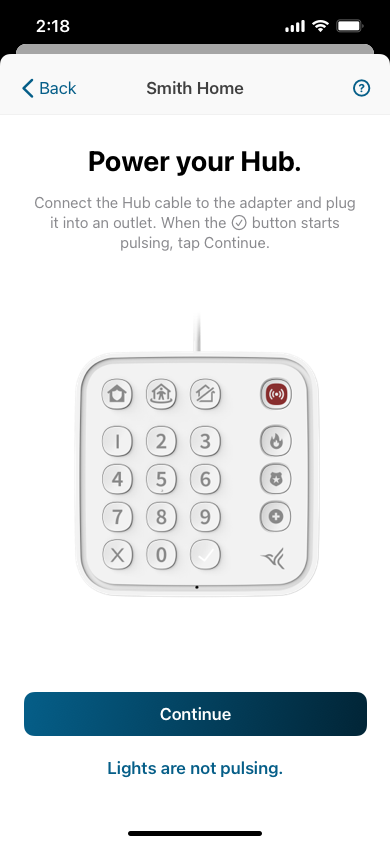 2:18
Back
Smith Home
Power your Hub.
Connect the Hub cable to the adapter and plug
it into an outlet. When the button starts
pulsing, tap Continue.
1 2 3
4 5 6
7 8 9
X 0
Continue
Lights are not pulsing.